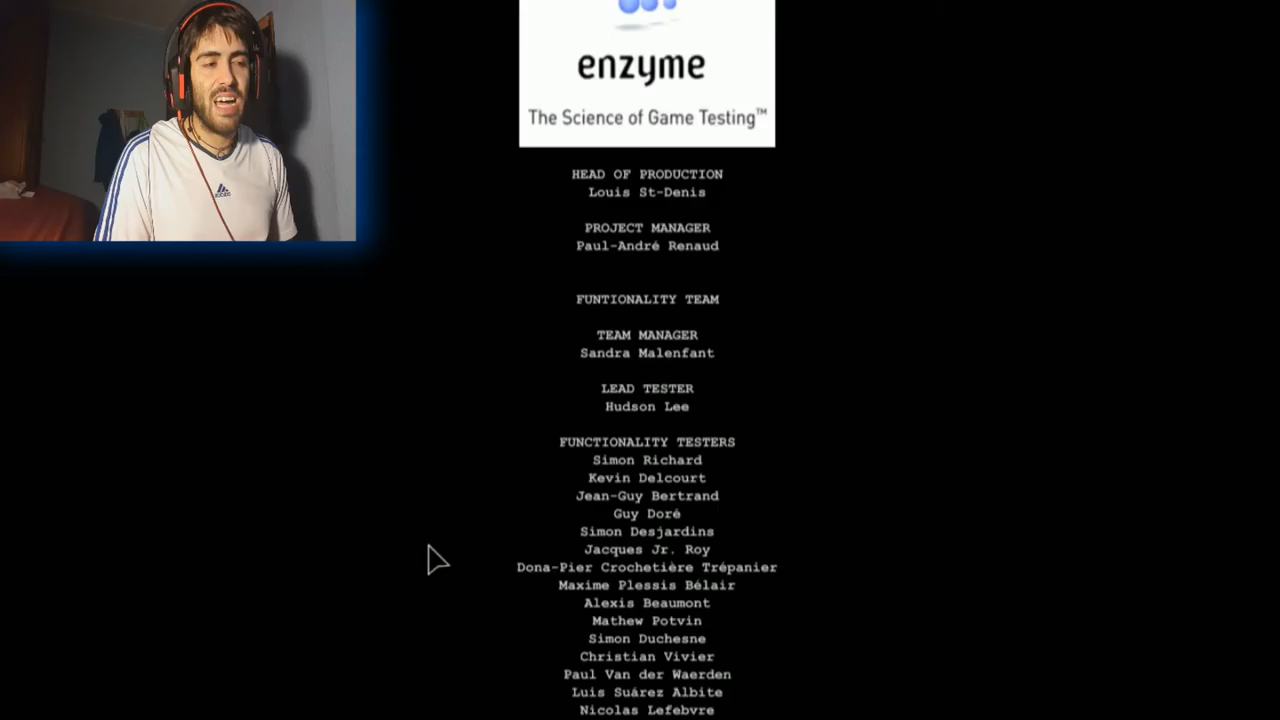 enzyme
The Science of Game Testing™
HEAD OF PRODUCTION
Louis St-Denis
PROJECT MANAGER
Paul-André Renaud
FUNTIONALITY TEAM
TEAM MANAGER
Sandra Malenfant
LEAD TESTER
Hudson Lee
FUNCTIONALITY TESTERS
Simon Richard
Kevin Delcourt
Jean-Guy Bertrand
Guy Doré
Simon Desjardins
Jacques Jr. Roy
Dona-Pier Crochetière Trépanier
Maxime Plessis Bélair
Alexis Beaumont
Mathew Potvin
Simon Duchesne
Christian Vivier
Paul Van der Waerden
Luis Suárez Albite
Nicolas Lefebvre
adidas